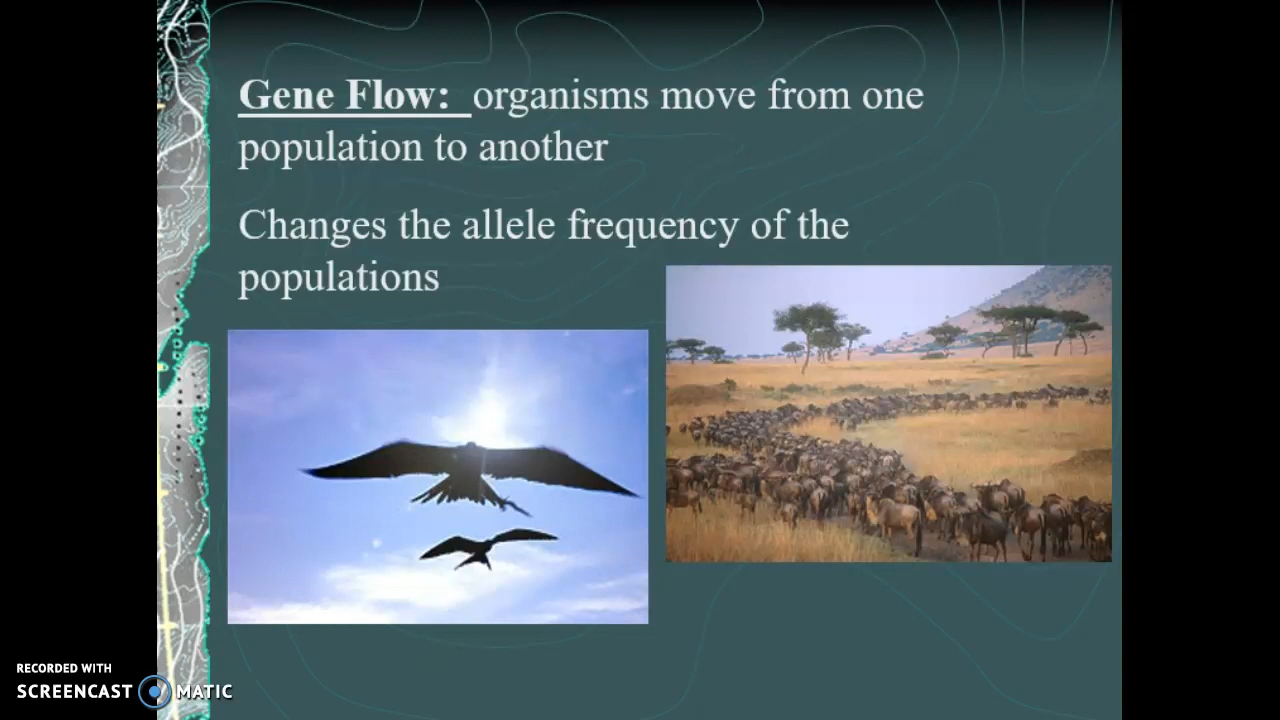 Gene Flow: organisms move from one
population to another
Changes the allele frequency of the
populations
RECORDED WITH
SCREENCAST MATIC